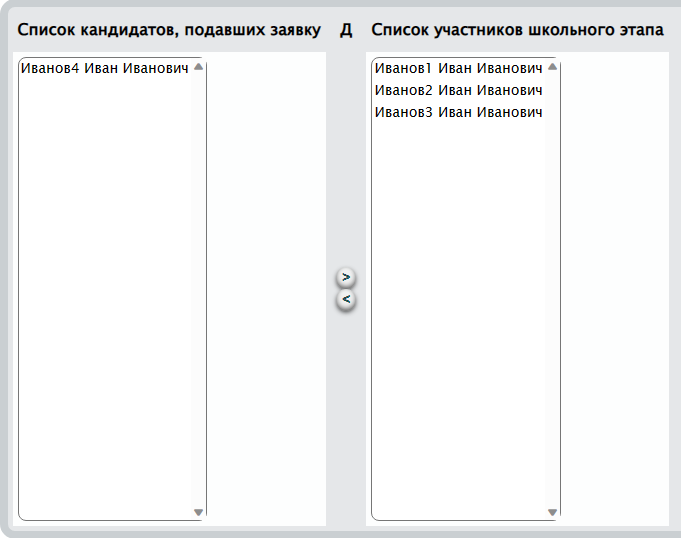 Список кандидатов, подавших заявку
Д
Список участников школьного этапа
Иванов4 Иван Иванович
Иванов1 Иван Иванович
Иванов2 Иван Иванович
Иванов3 Иван Иванович
>
<